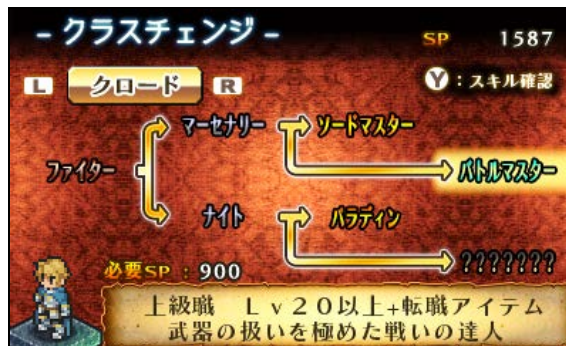 - クラスチェンジ -
SP 1587
L クロード R
Y：スキル確認
マーセナリー
ソードマスター
ファイター
バトルマスター
ナイト
パラディン
???????
必要SP：900
上級職 Lv20以上+転職アイテム
武器の扱いを極めた戦いの達人